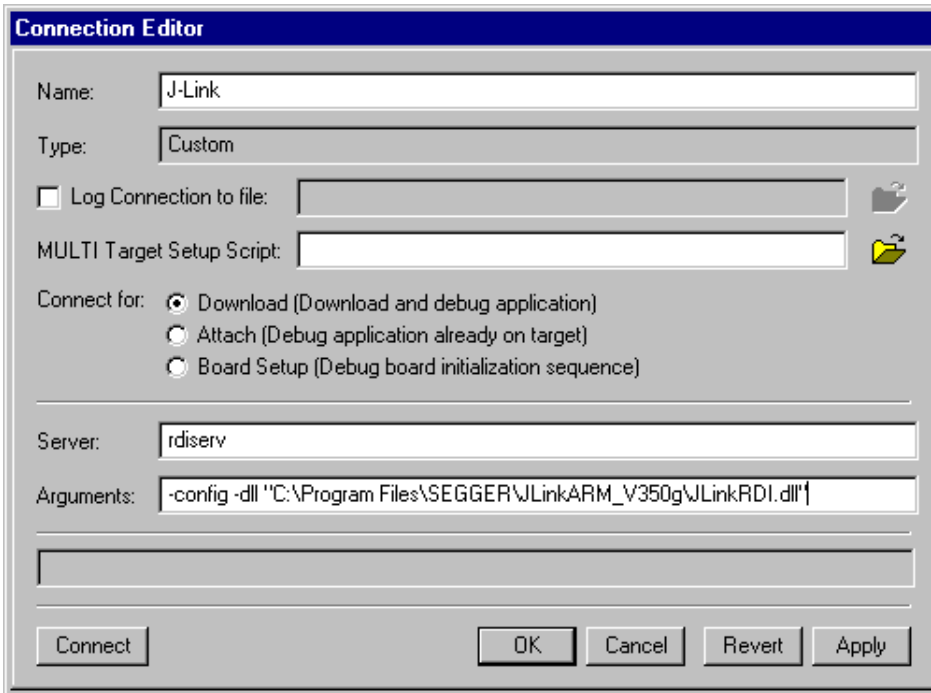 Connection Editor
Name: J-Link
Type: Custom
Log Connection to file:
MULTI Target Setup Script:
Connect for: Download (Download and debug application)
Attach (Debug application already on target)
Board Setup (Debug board initialization sequence)
Server: rdiserv
Arguments: -config -dll "C:\Program Files\SEGGER\JLinkARM_V350g\JLinkRDI.dll"
Connect OK Cancel Revert Apply